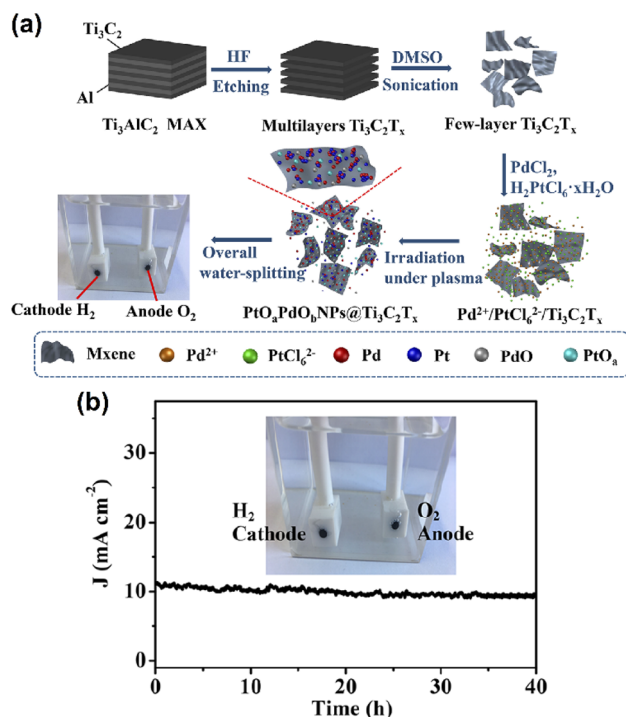 (a)
Ti₃C₂
Al
HF
Etching
DMSO
Sonication
Ti₃AlC₂ MAX
Multilayers Ti₃C₂Tₓ
Few-layer Ti₃C₂Tₓ
PdCl₂,
H₂PtCl₆·xH₂O
Overall
water-splitting
Irradiation
under plasma
Cathode H₂
Anode O₂
PtOₐPdO_bNPs@Ti₃C₂Tₓ
Pd²⁺/PtCl₆²⁻/Ti₃C₂Tₓ
Mxene
Pd²⁺
PtCl₆²⁻
Pd
Pt
PdO
PtOₐ
(b)
J (mA cm⁻²)
30
20
10
0
H₂
Cathode
O₂
Anode
0
10
20
30
40
Time (h)